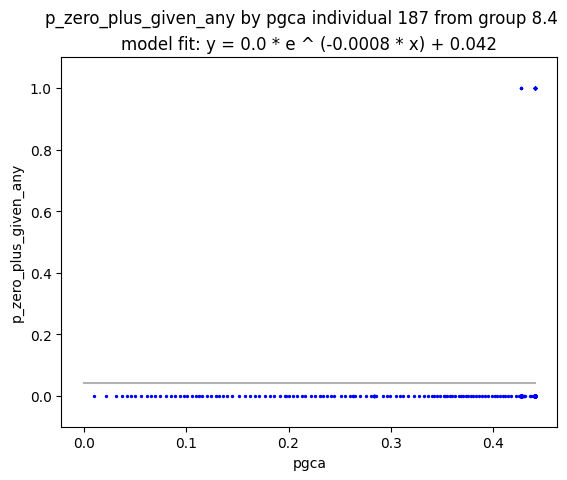 p_zero_plus_given_any by pgca individual 187 from group 8.4
model fit: y = 0.0 * e ^ (-0.0008 * x) + 0.042
1.0
0.8
0.6
0.4
0.2
0.0
p_zero_plus_given_any
0.0 0.1 0.2 0.3 0.4
pgca